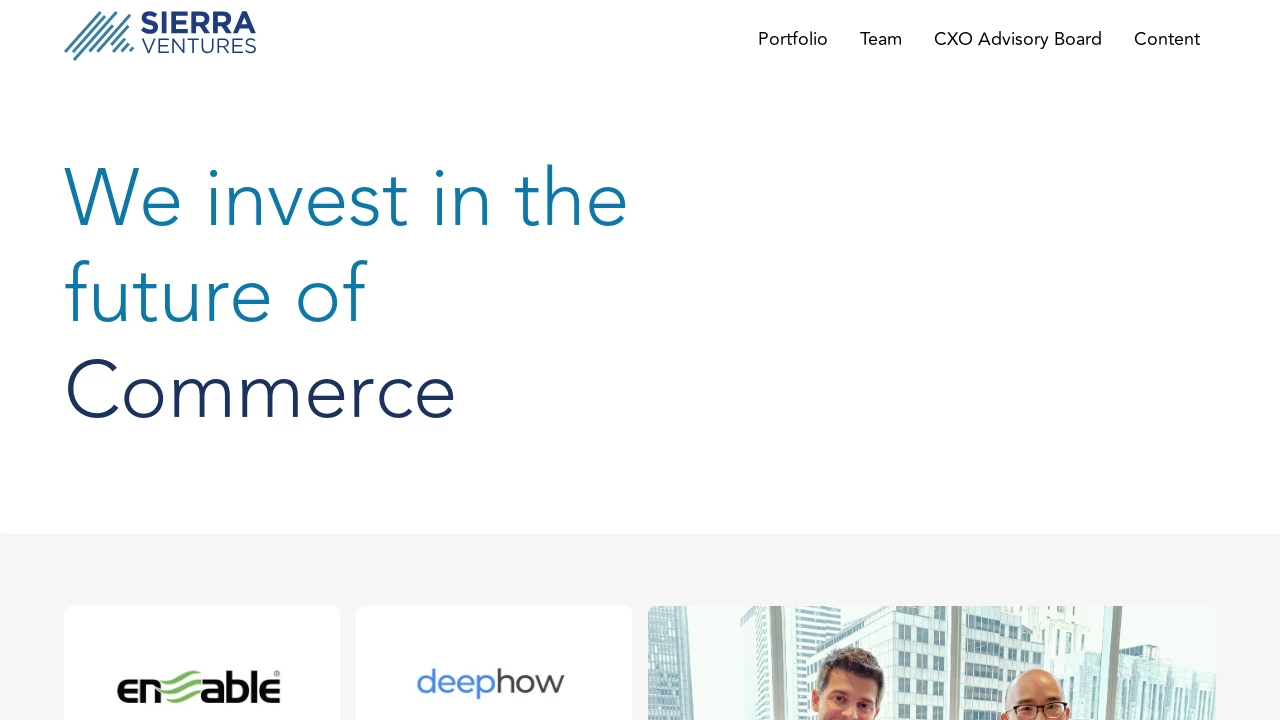 SIERRA
VENTURES
Portfolio
Team
CXO Advisory Board
Content
We invest in the
future of
Commerce
enable®
deephow